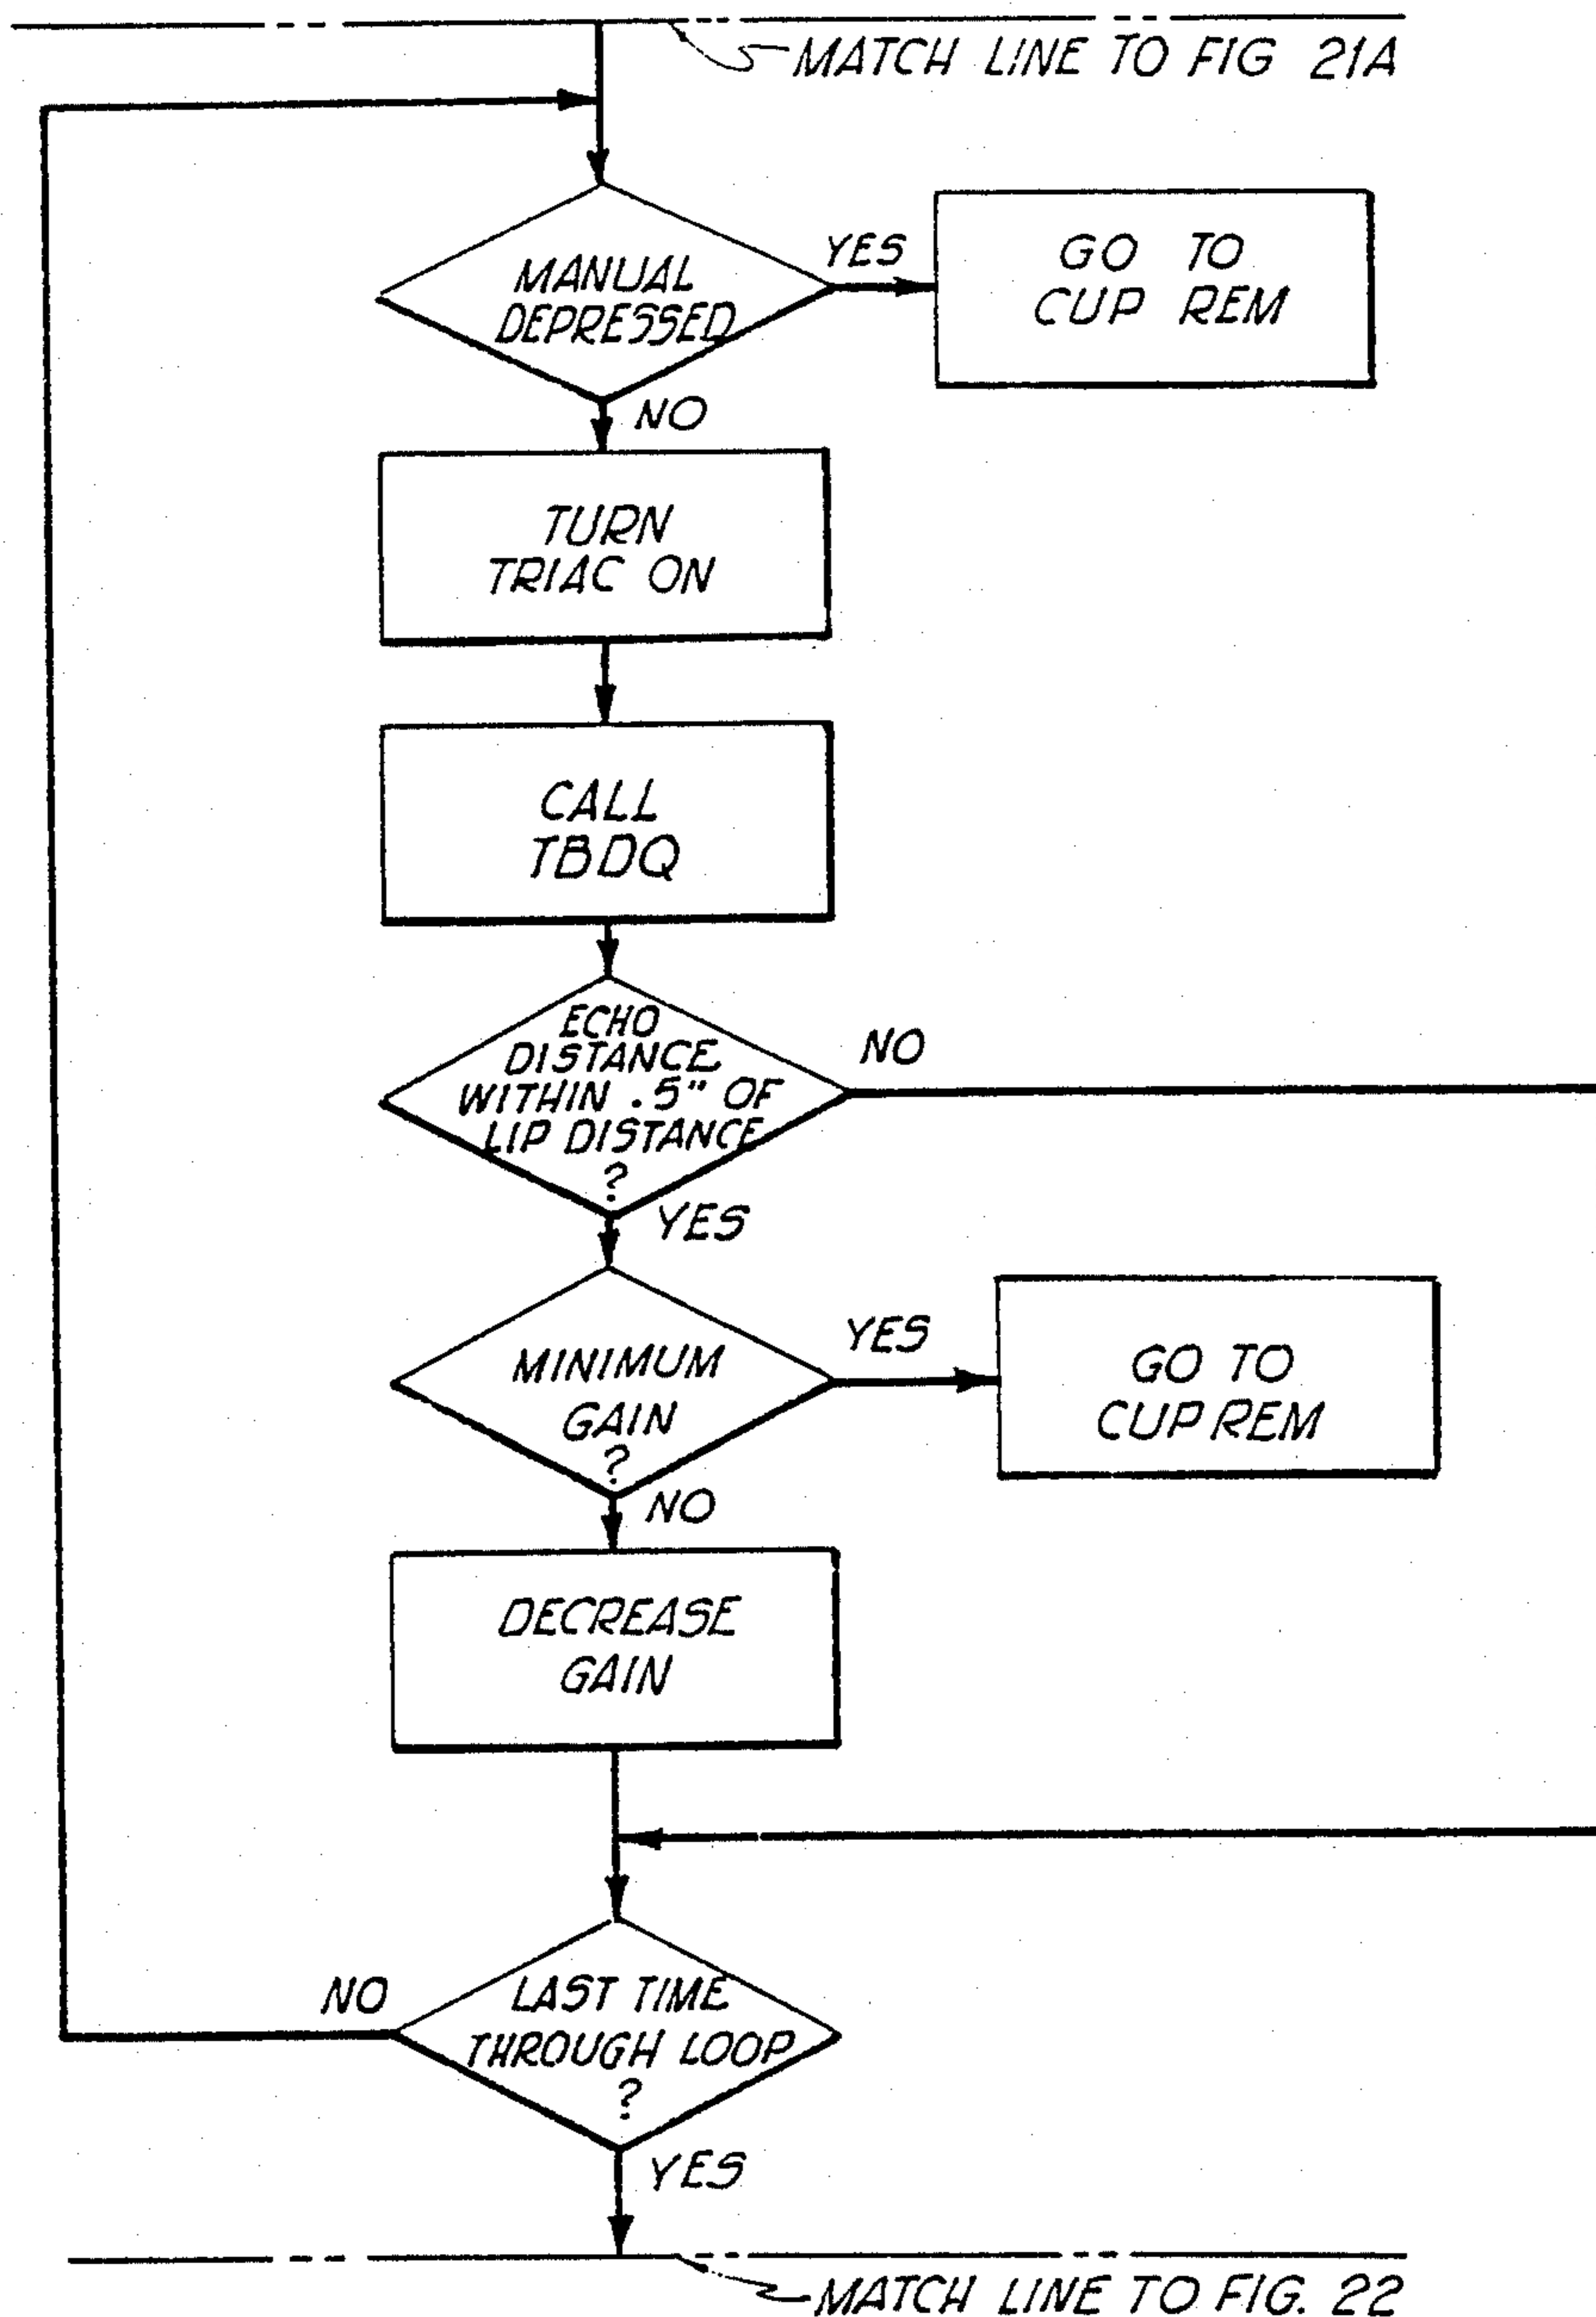 MATCH LINE TO FIG 21A
MANUAL
DEPRESSED
YES
GO TO
CUP REM
NO
TURN
TRIAC ON
CALL
TBDQ
ECHO
DISTANCE
WITHIN .5" OF
LIP DISTANCE
?
NO
YES
MINIMUM
GAIN
?
YES
GO TO
CUP REM
NO
DECREASE
GAIN
LAST TIME
THROUGH LOOP
?
NO
YES
MATCH LINE TO FIG. 22